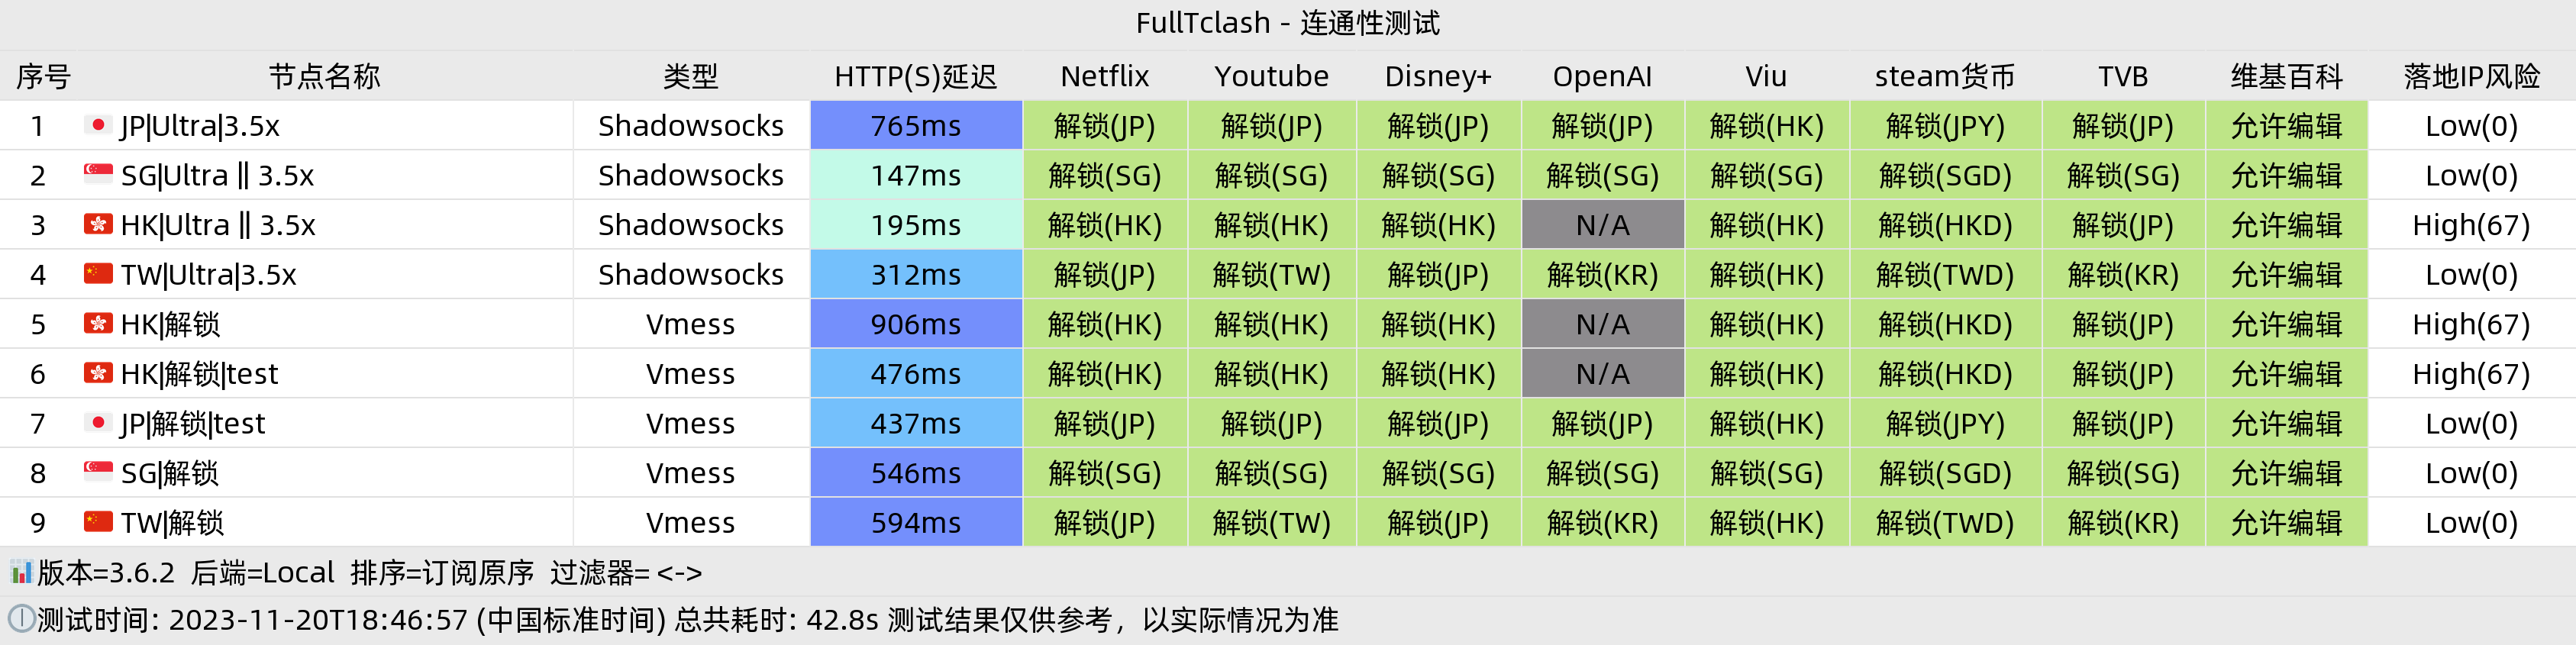 FullTclash - 连通性测试
序号 节点名称 类型 HTTP(S)延迟 Netflix Youtube Disney+ OpenAI Viu steam货币 TVB 维基百科 落地IP风险
1 JP|Ultra|3.5x Shadowsocks 765ms 解锁(JP) 解锁(JP) 解锁(JP) 解锁(JP) 解锁(HK) 解锁(JPY) 解锁(JP) 允许编辑 Low(0)
2 SG|Ultra || 3.5x Shadowsocks 147ms 解锁(SG) 解锁(SG) 解锁(SG) 解锁(SG) 解锁(SG) 解锁(SGD) 解锁(SG) 允许编辑 Low(0)
3 HK|Ultra || 3.5x Shadowsocks 195ms 解锁(HK) 解锁(HK) 解锁(HK) N/A 解锁(HK) 解锁(HKD) 解锁(JP) 允许编辑 High(67)
4 TW|Ultra|3.5x Shadowsocks 312ms 解锁(JP) 解锁(TW) 解锁(JP) 解锁(KR) 解锁(HK) 解锁(TWD) 解锁(KR) 允许编辑 Low(0)
5 HK|解锁 Vmess 906ms 解锁(HK) 解锁(HK) 解锁(HK) N/A 解锁(HK) 解锁(HKD) 解锁(JP) 允许编辑 High(67)
6 HK|解锁|test Vmess 476ms 解锁(HK) 解锁(HK) 解锁(HK) N/A 解锁(HK) 解锁(HKD) 解锁(JP) 允许编辑 High(67)
7 JP|解锁|test Vmess 437ms 解锁(JP) 解锁(JP) 解锁(JP) 解锁(JP) 解锁(HK) 解锁(JPY) 解锁(JP) 允许编辑 Low(0)
8 SG|解锁 Vmess 546ms 解锁(SG) 解锁(SG) 解锁(SG) 解锁(SG) 解锁(SG) 解锁(SGD) 解锁(SG) 允许编辑 Low(0)
9 TW|解锁 Vmess 594ms 解锁(JP) 解锁(TW) 解锁(JP) 解锁(KR) 解锁(HK) 解锁(TWD) 解锁(KR) 允许编辑 Low(0)
版本=3.6.2 后端=Local 排序=订阅原序 过滤器= <->
测试时间: 2023-11-20T18:46:57 (中国标准时间) 总共耗时: 42.8s 测试结果仅供参考，以实际情况为准